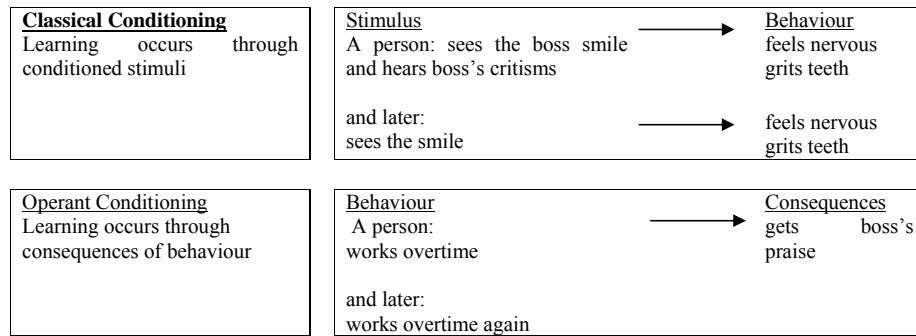 Classical Conditioning
Learning occurs through
conditioned stimuli
Stimulus
A person: sees the boss smile
and hears boss's critisms
and later:
sees the smile
Behaviour
feels nervous
grits teeth
feels nervous
grits teeth
Operant Conditioning
Learning occurs through
consequences of behaviour
Behaviour
A person:
works overtime
and later:
works overtime again
Consequences
gets boss's
praise